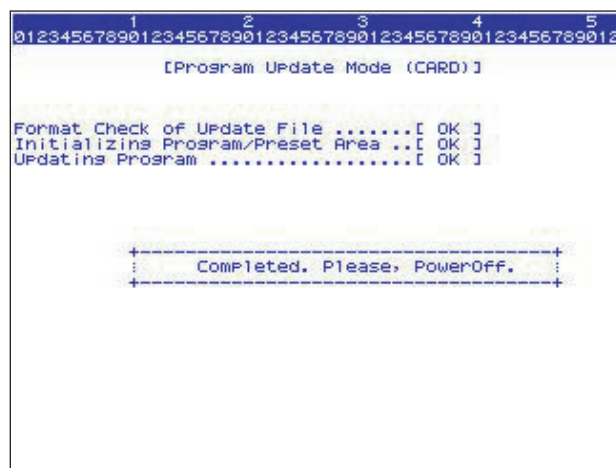 1 2 3 4 5
01234567890123456789012345678901234567890123456789012
[Program Update Mode (CARD)]
Format Check of Update File .......[ OK ]
Initializing Program/Preset Area ..[ OK ]
Updating Program ..................[ OK ]
Completed. Please, PowerOff.